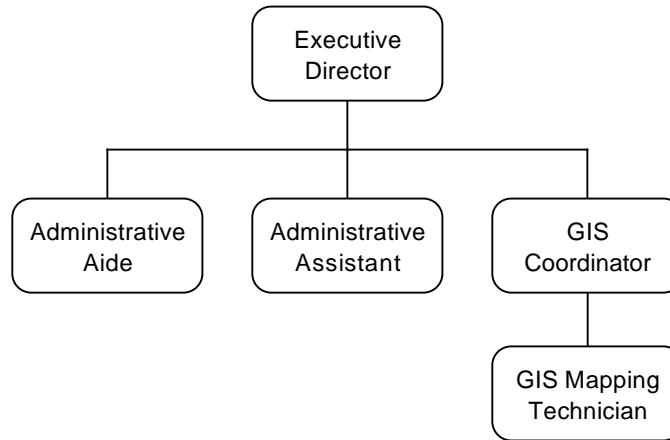 Executive
Director
Administrative
Aide
Administrative
Assistant
GIS
Coordinator
GIS Mapping
Technician